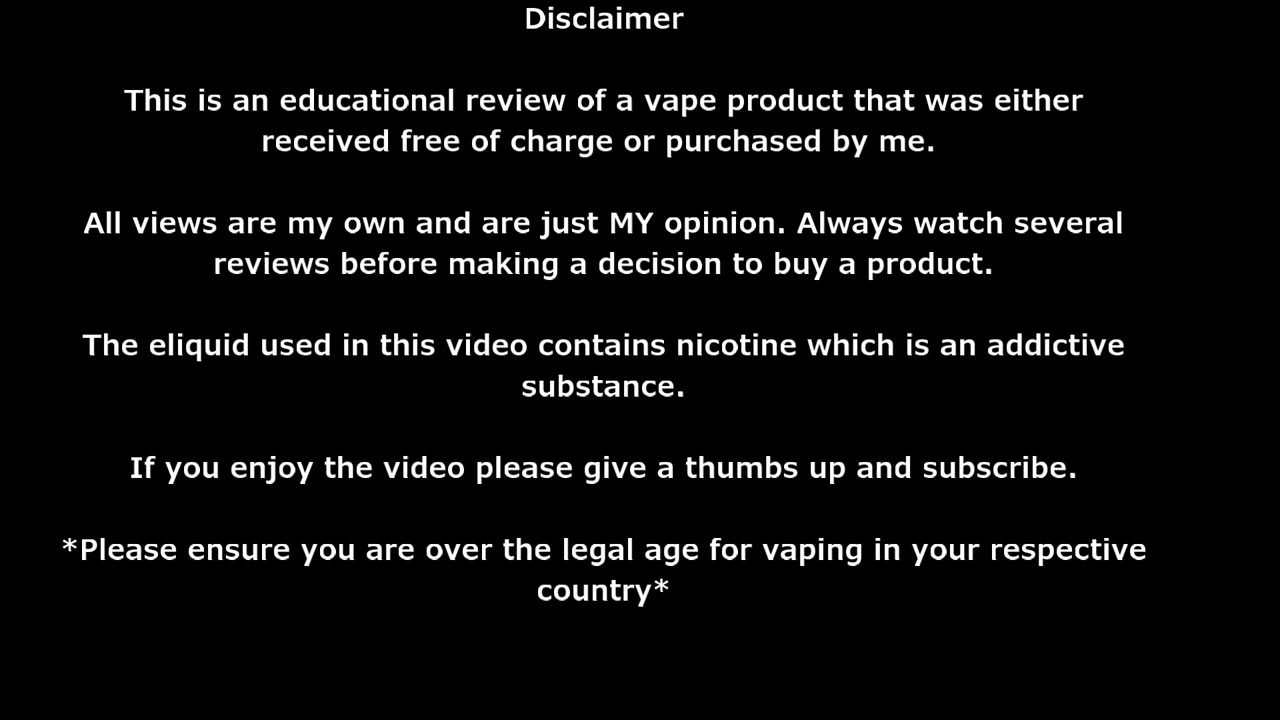 Disclaimer
This is an educational review of a vape product that was either
received free of charge or purchased by me.
All views are my own and are just MY opinion. Always watch several
reviews before making a decision to buy a product.
The eliquid used in this video contains nicotine which is an addictive
substance.
If you enjoy the video please give a thumbs up and subscribe.
*Please ensure you are over the legal age for vaping in your respective
country*